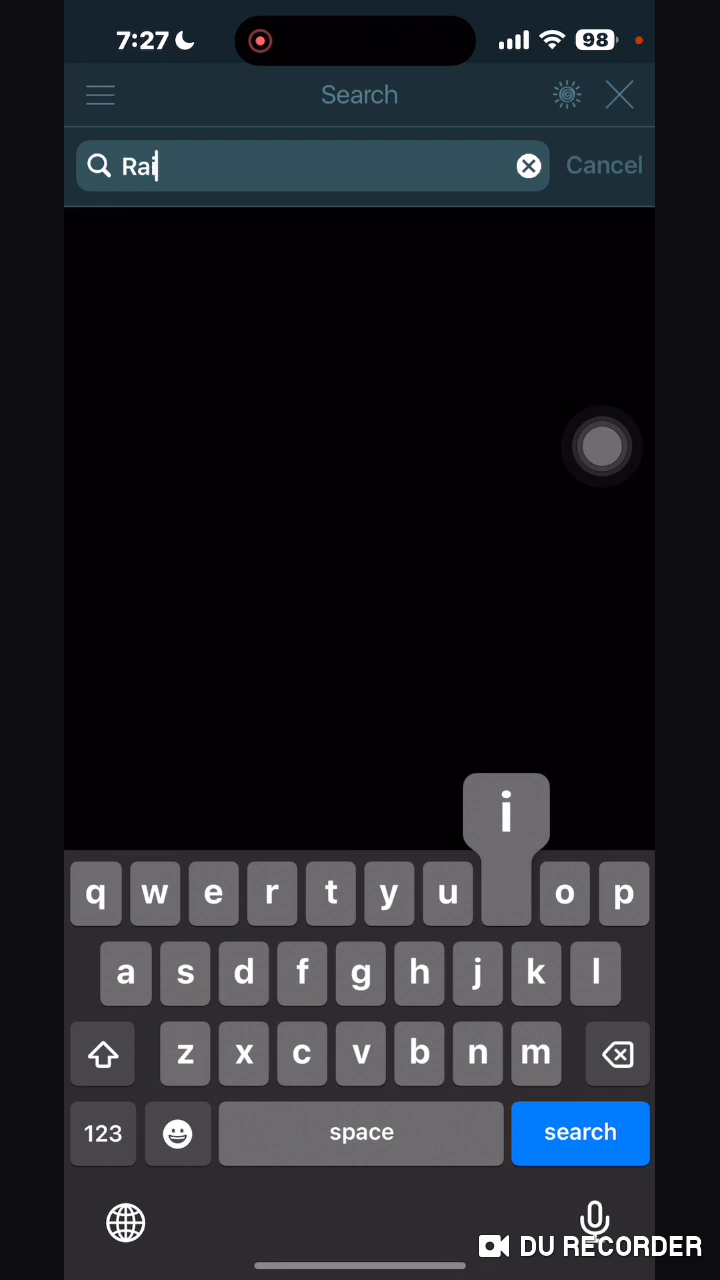 7:27
98
Search
Rai
Cancel
i
q w e r t y u o p
a s d f g h j k l
z x c v b n m
123 space search
DU RECORDER